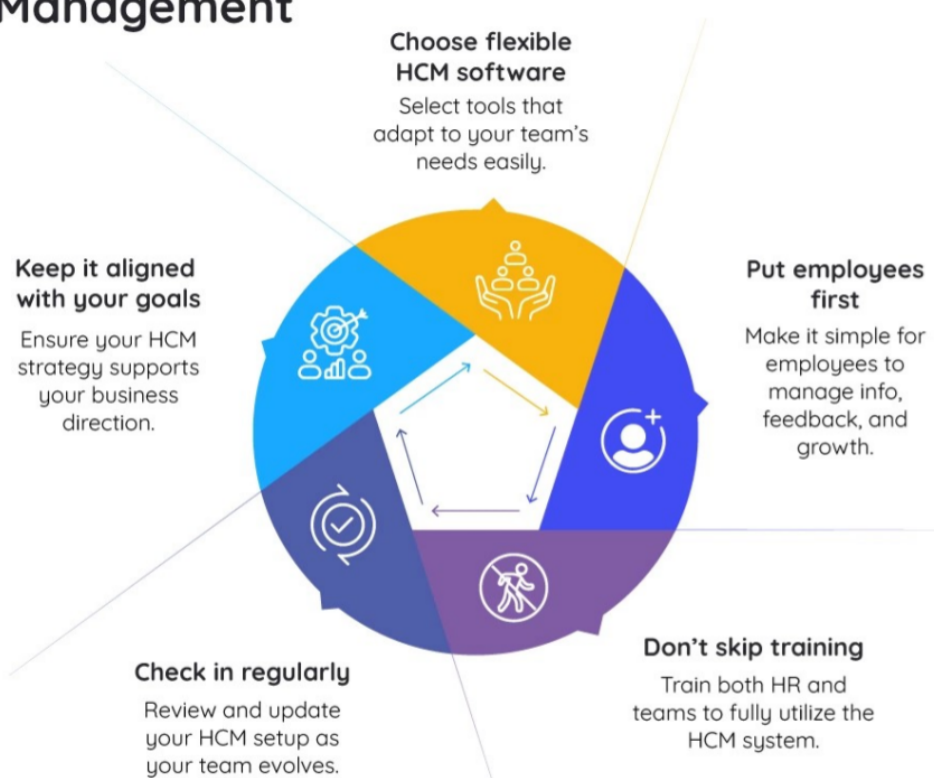 Management
Choose flexible
HCM software
Select tools that
adapt to your team's
needs easily.
Keep it aligned
with your goals
Ensure your HCM
strategy supports
your business
direction.
Put employees
first
Make it simple for
employees to
manage info,
feedback, and
growth.
Don't skip training
Train both HR and
teams to fully utilize the
HCM system.
Check in regularly
Review and update
your HCM setup as
your team evolves.